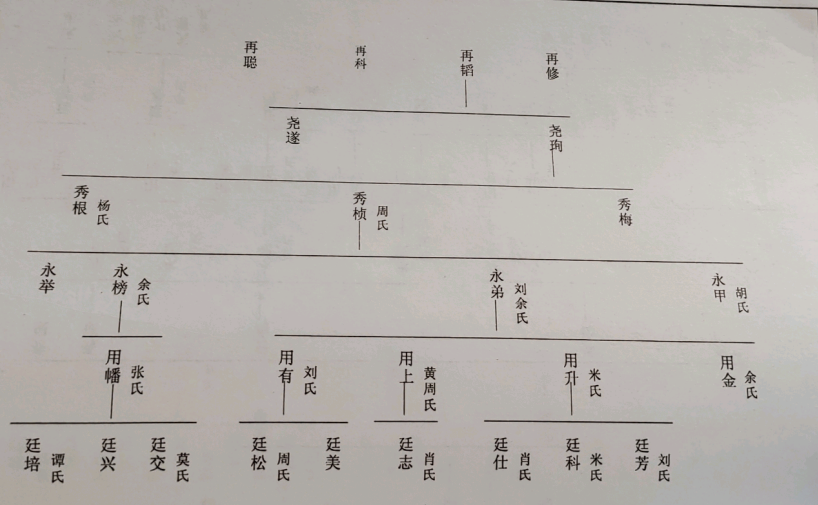 再修
再韬
再科
再聪
尧珣
尧遂
秀梅
秀桢
周氏
秀根
杨氏
永甲
胡氏
永弟
刘余氏
永榜
余氏
永举
用金
余氏
用升
米氏
用上
黄周氏
用有
刘氏
用幡
张氏
廷芳
刘氏
廷科
米氏
廷仕
肖氏
廷志
肖氏
廷美
廷松
周氏
廷交
莫氏
廷兴
廷培
谭氏